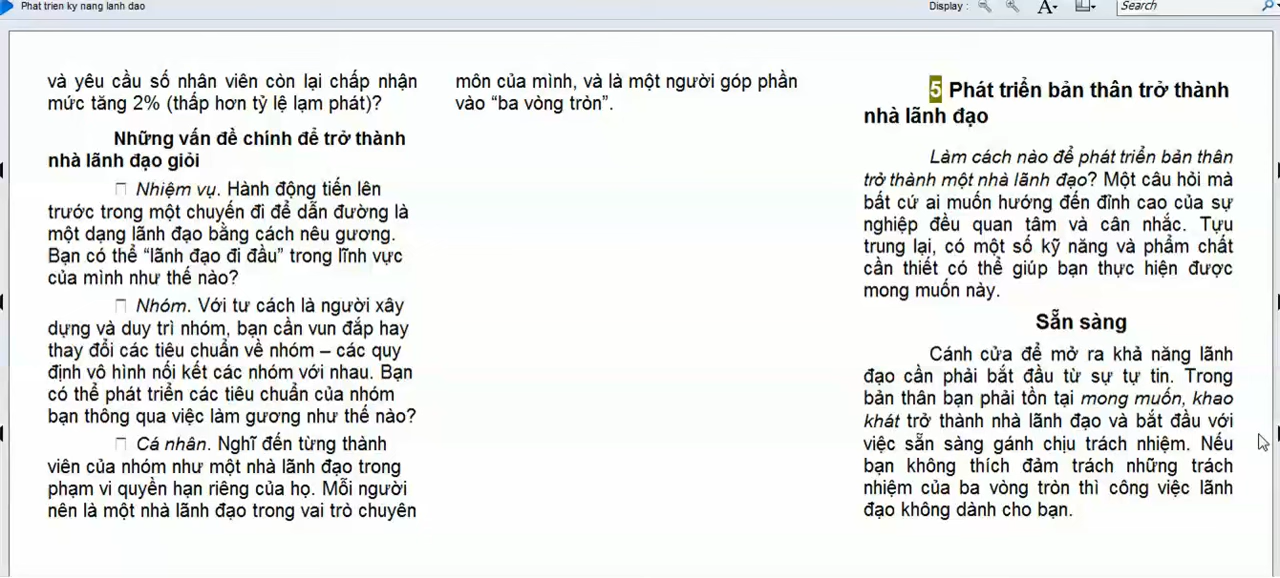 Phat trien ky nang lanh dao
Display :
A
Search
và yêu cầu số nhân viên còn lại chấp nhận
mức tăng 2% (thấp hơn tỷ lệ lạm phát)?
Những vấn đề chính để trở thành
nhà lãnh đạo giỏi
Nhiệm vụ. Hành động tiến lên
trước trong một chuyến đi để dẫn đường là
một dạng lãnh đạo bằng cách nêu gương.
Bạn có thể “lãnh đạo đi đầu” trong lĩnh vực
của mình như thế nào?
Nhóm. Với tư cách là người xây
dựng và duy trì nhóm, bạn cần vun đắp hay
thay đổi các tiêu chuẩn về nhóm – các quy
định vô hình nối kết các nhóm với nhau. Bạn
có thể phát triển các tiêu chuẩn của nhóm
bạn thông qua việc làm gương như thế nào?
Cá nhân. Nghĩ đến từng thành
viên của nhóm như một nhà lãnh đạo trong
phạm vi quyền hạn riêng của họ. Mỗi người
nên là một nhà lãnh đạo trong vai trò chuyên
môn của mình, và là một người góp phần
vào “ba vòng tròn”.
5 Phát triển bản thân trở thành
nhà lãnh đạo
Làm cách nào để phát triển bản thân
trở thành một nhà lãnh đạo? Một câu hỏi mà
bất cứ ai muốn hướng đến đỉnh cao của sự
nghiệp đều quan tâm và cân nhắc. Tựu
trung lại, có một số kỹ năng và phẩm chất
cần thiết có thể giúp bạn thực hiện được
mong muốn này.
Sẵn sàng
Cánh cửa để mở ra khả năng lãnh
đạo cần phải bắt đầu từ sự tự tin. Trong
bản thân bạn phải tồn tại mong muốn, khao
khát trở thành nhà lãnh đạo và bắt đầu với
việc sẵn sàng gánh chịu trách nhiệm. Nếu
bạn không thích đảm trách những trách
nhiệm của ba vòng tròn thì công việc lãnh
đạo không dành cho bạn.